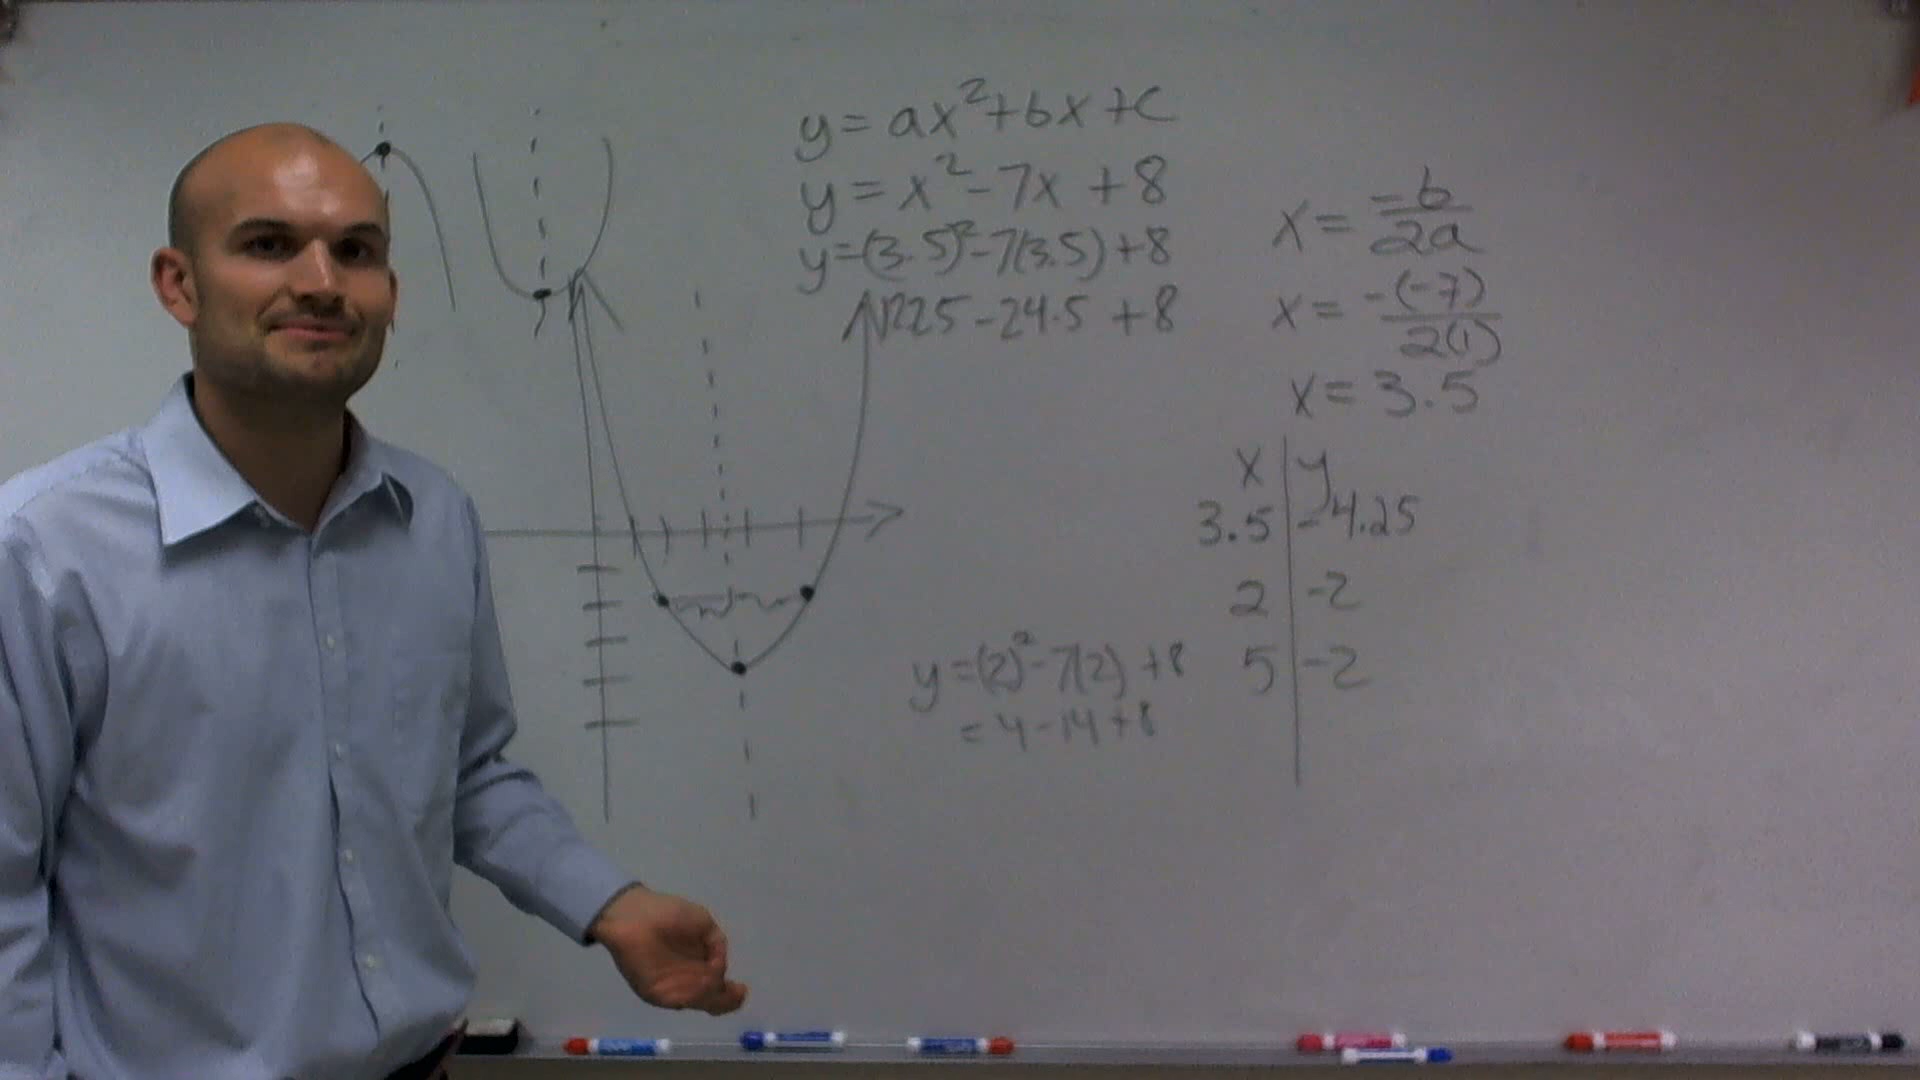 y = ax²+bx+c
y = x²-7x+8
y=(3.5)²-7(3.5)+8
12.25-24.5+8
x = -b/2a
x = -(-7)/2(1)
x = 3.5
x | y
3.5 | -4.25
2 | -2
5 | -2
y=(2)²-7(2)+8
= 4-14+8